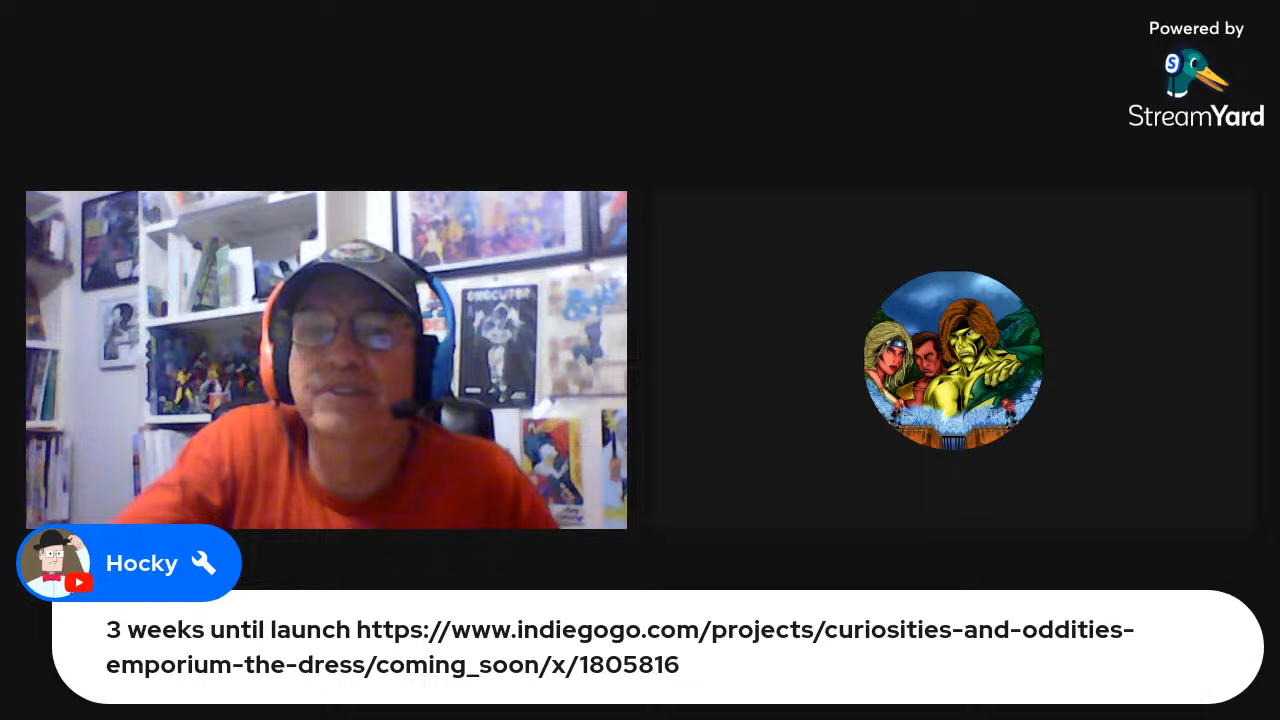 Powered by
S
StreamYard
EXECUTOR
Hocky
3 weeks until launch https://www.indiegogo.com/projects/curiosities-and-oddities-
emporium-the-dress/coming_soon/x/1805816